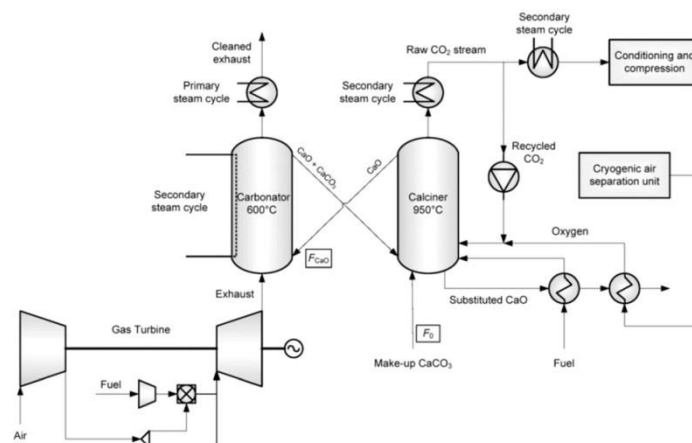 Cleaned
exhaust
Primary
steam cycle
Secondary
steam cycle
Raw CO₂ stream
Secondary
steam cycle
Conditioning and
compression
CaO + CaCO₃
CaO
Recycled
CO₂
Cryogenic air
separation unit
Secondary
steam cycle
Carbonator
600°C
Calciner
950°C
F_CaO
Oxygen
Exhaust
Substituted CaO
Gas Turbine
F₀
Make-up CaCO₃
Fuel
Fuel
Air